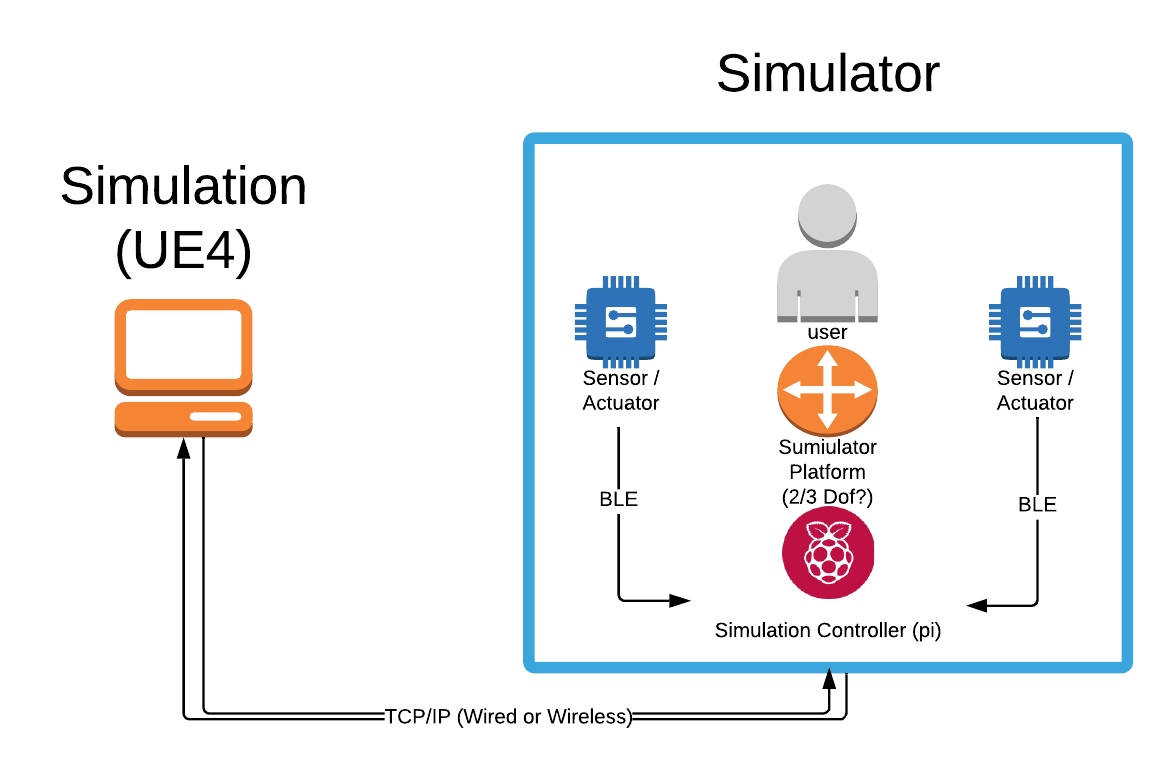 Simulator
Simulation
(UE4)
user
Sensor /
Actuator
Sensor /
Actuator
Sumiulator
Platform
(2/3 Dof?)
BLE
BLE
Simulation Controller (pi)
TCP/IP (Wired or Wireless)